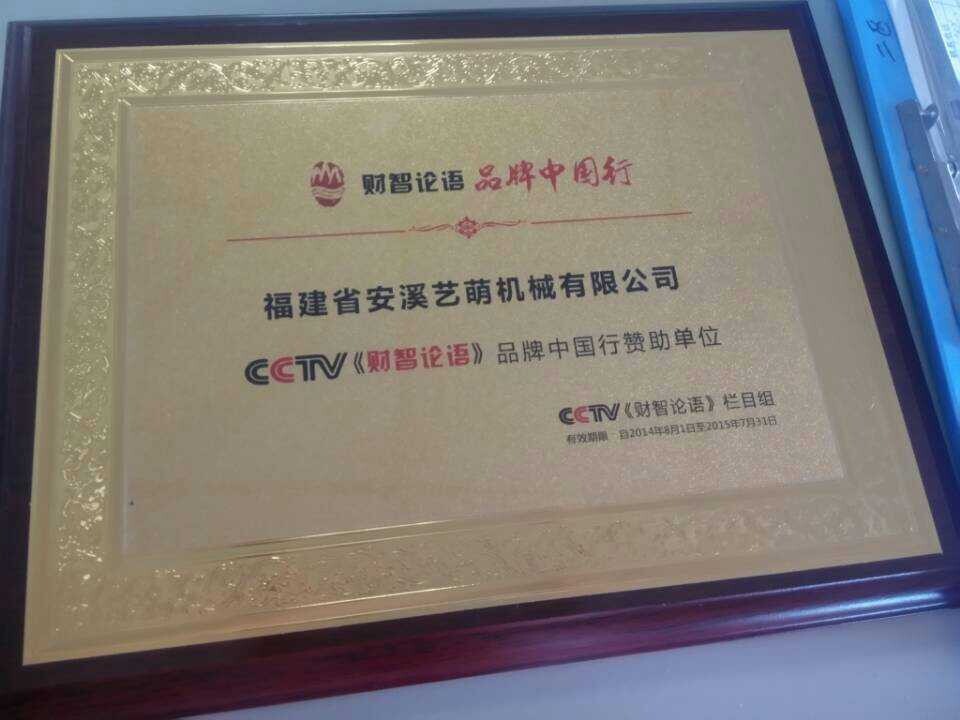 财智论语 品牌中国行
福建省安溪艺萌机械有限公司
CCTV《财智论语》品牌中国行赞助单位
CCTV《财智论语》栏目组
有效期限 自2014年8月1日至2015年7月31日